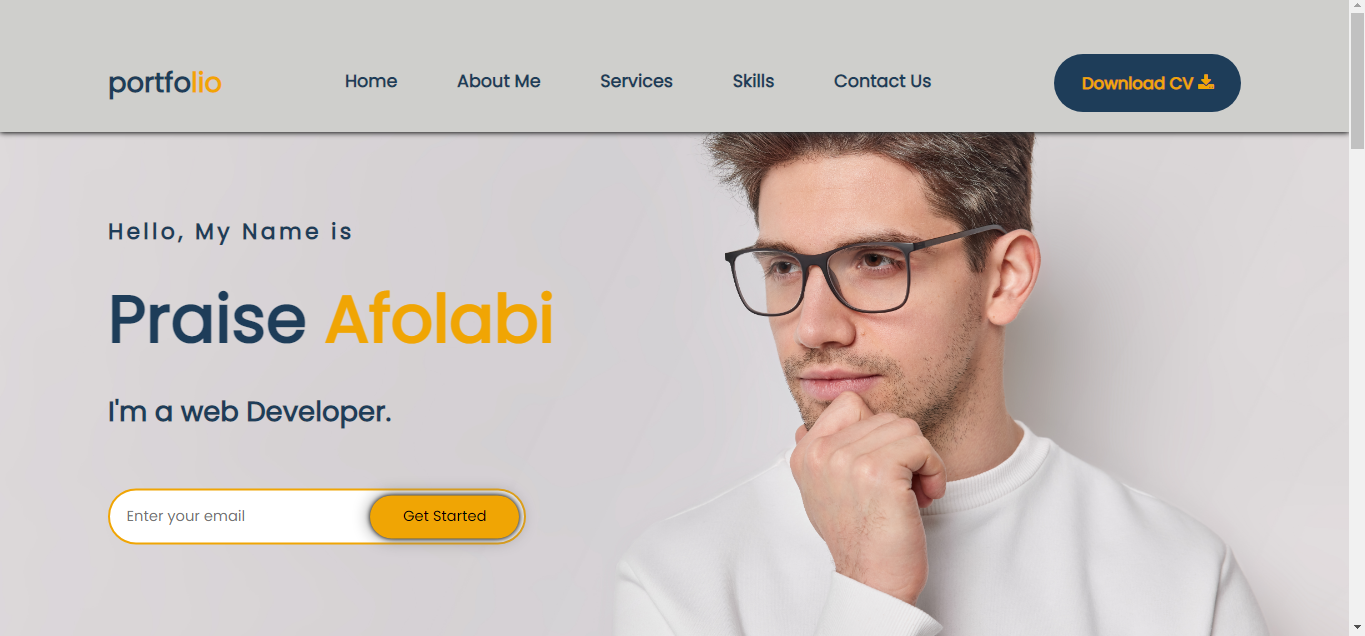 portfolio Home About Me Services Skills Contact Us Download CV
Hello, My Name is
Praise Afolabi
I'm a web Developer.
Enter your email Get Started